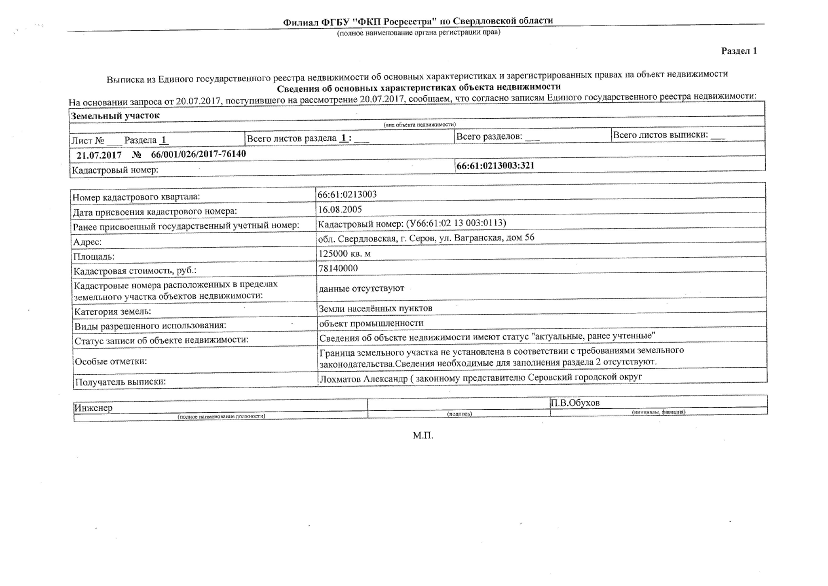 Филиал ФГБУ "ФКП Росреестра" по Свердловской области
(полное наименование органа регистрации прав)
Раздел 1
Выписка из Единого государственного реестра недвижимости об основных характеристиках и зарегистрированных правах на объект недвижимости
Сведения об основных характеристиках объекта недвижимости
На основании запроса от 20.07.2017, поступившего на рассмотрение 20.07.2017, сообщаем, что согласно записям Единого государственного реестра недвижимости:
Земельный участок
(вид объекта недвижимости)
Лист № ___ Раздела 1 Всего листов раздела 1 : ___ Всего разделов: ___ Всего листов выписки: ___
21.07.2017 № 66/001/026/2017-76140
Кадастровый номер: 66:61:0213003:321
Номер кадастрового квартала: 66:61:0213003
Дата присвоения кадастрового номера: 16.08.2005
Ранее присвоенный государственный учетный номер: Кадастровый номер: (У66:61:02 13 003:0113)
Адрес: обл. Свердловская, г. Серов, ул. Вагранская, дом 56
Площадь: 125000 кв. м
Кадастровая стоимость, руб.: 78140000
Кадастровые номера расположенных в пределах
земельного участка объектов недвижимости: данные отсутствуют
Категория земель: Земли населённых пунктов
Виды разрешенного использования: объект промышленности
Статус записи об объекте недвижимости: Сведения об объекте недвижимости имеют статус "актуальные, ранее учтенные"
Особые отметки: Граница земельного участка не установлена в соответствии с требованиями земельного
законодательства.Сведения необходимые для заполнения раздела 2 отсутствуют.
Получатель выписки: Лохматов Александр ( законному представителю Серовский городской округ
Инженер П.В.Обухов
(полное наименование должности) (подпись) (инициалы, фамилия)
М.П.